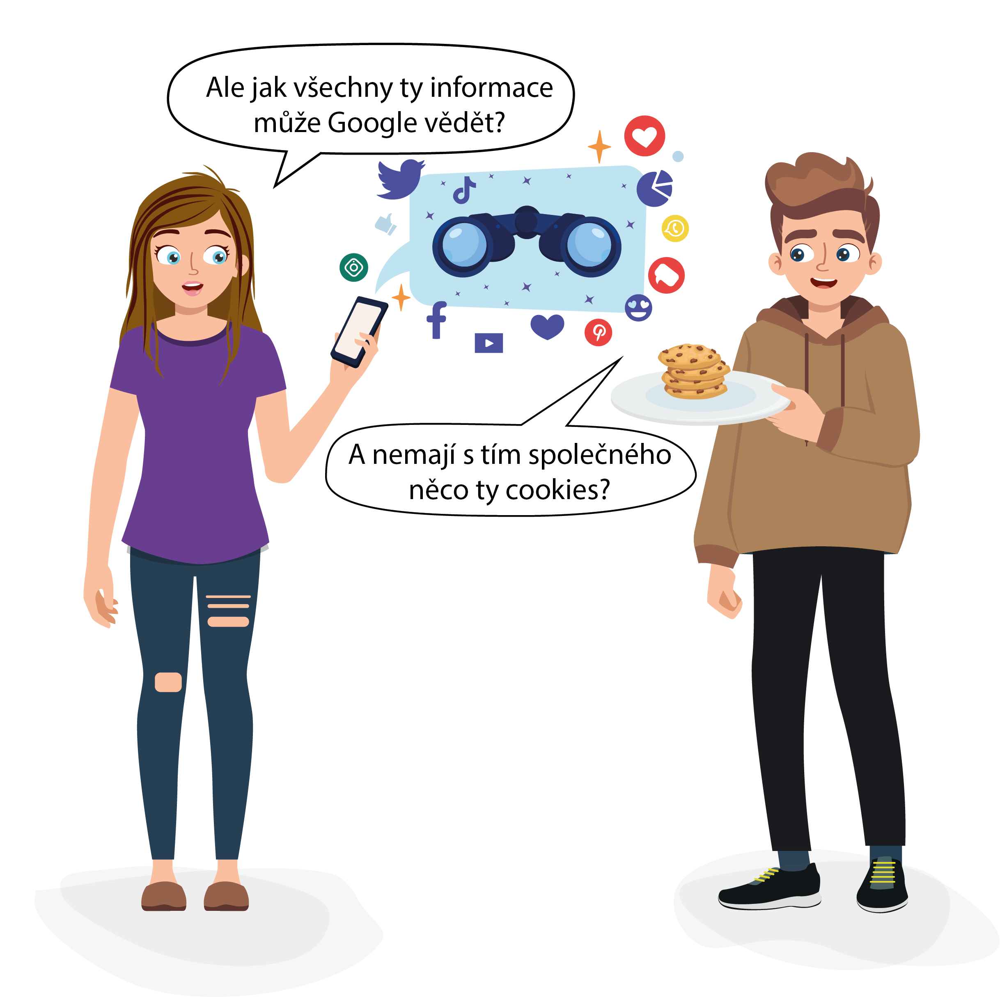 Ale jak všechny ty informace
může Google vědět?
A nemají s tím společného
něco ty cookies?